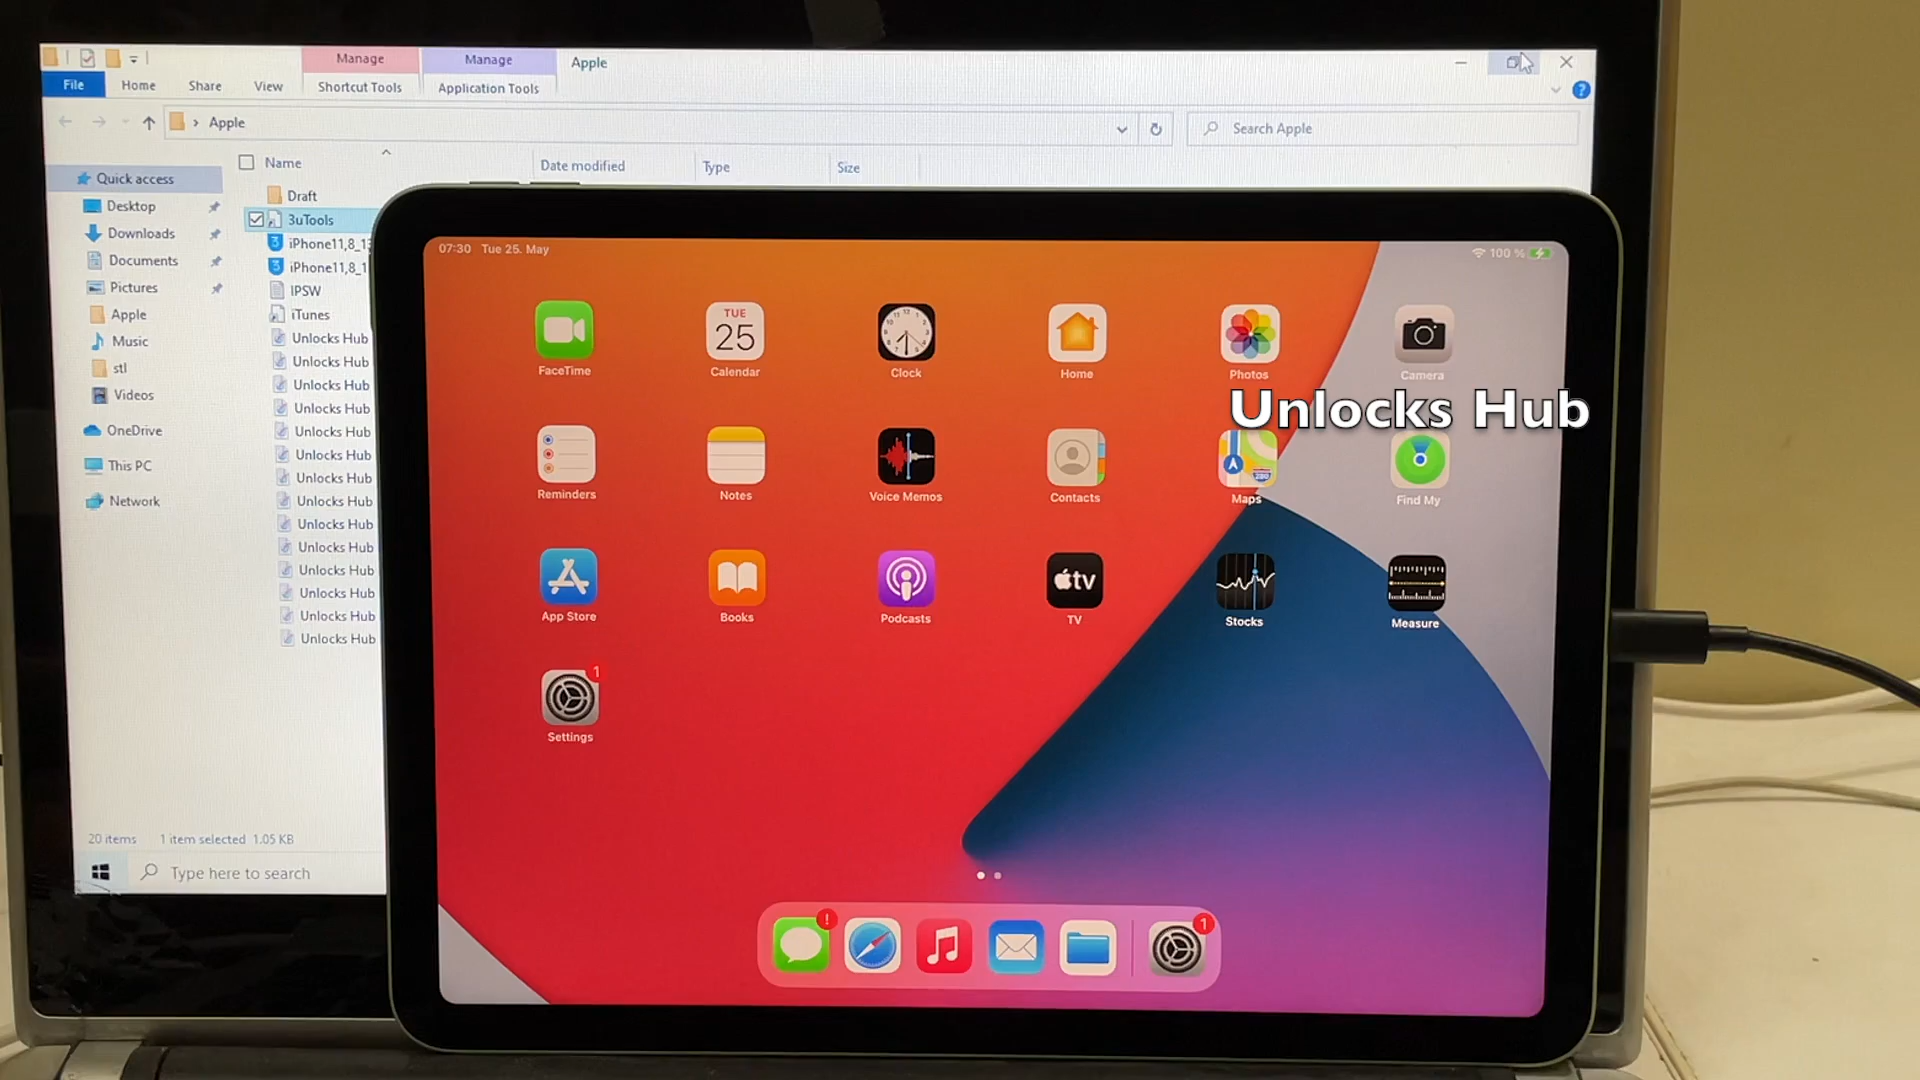 Manage
Manage
Apple
File
Home
Share
View
Shortcut Tools
Application Tools
Apple
Search Apple
Name
Date modified
Type
Size
Quick access
Desktop
Downloads
Documents
Pictures
Apple
Music
stl
Videos
OneDrive
This PC
Network
Draft
3uTools
iPhone11,8_13
iPhone11,8_1
IPSW
iTunes
Unlocks Hub
Unlocks Hub
Unlocks Hub
Unlocks Hub
Unlocks Hub
Unlocks Hub
Unlocks Hub
Unlocks Hub
Unlocks Hub
Unlocks Hub
Unlocks Hub
Unlocks Hub
Unlocks Hub
Unlocks Hub
20 items 1 item selected 1.05 KB
Type here to search
07:30 Tue 25. May
100 %
TUE
25
FaceTime
Calendar
Clock
Home
Photos
Camera
Unlocks Hub
Reminders
Notes
Voice Memos
Contacts
Maps
Find My
tv
App Store
Books
Podcasts
TV
Stocks
Measure
1
Settings
!
1